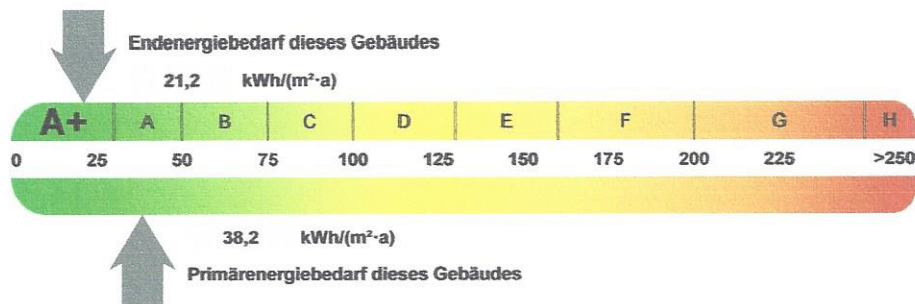 Endenergiebedarf dieses Gebäudes
21,2 kWh/(m²·a)
A+ A B C D E F G H
0 25 50 75 100 125 150 175 200 225 >250
38,2 kWh/(m²·a)
Primärenergiebedarf dieses Gebäudes